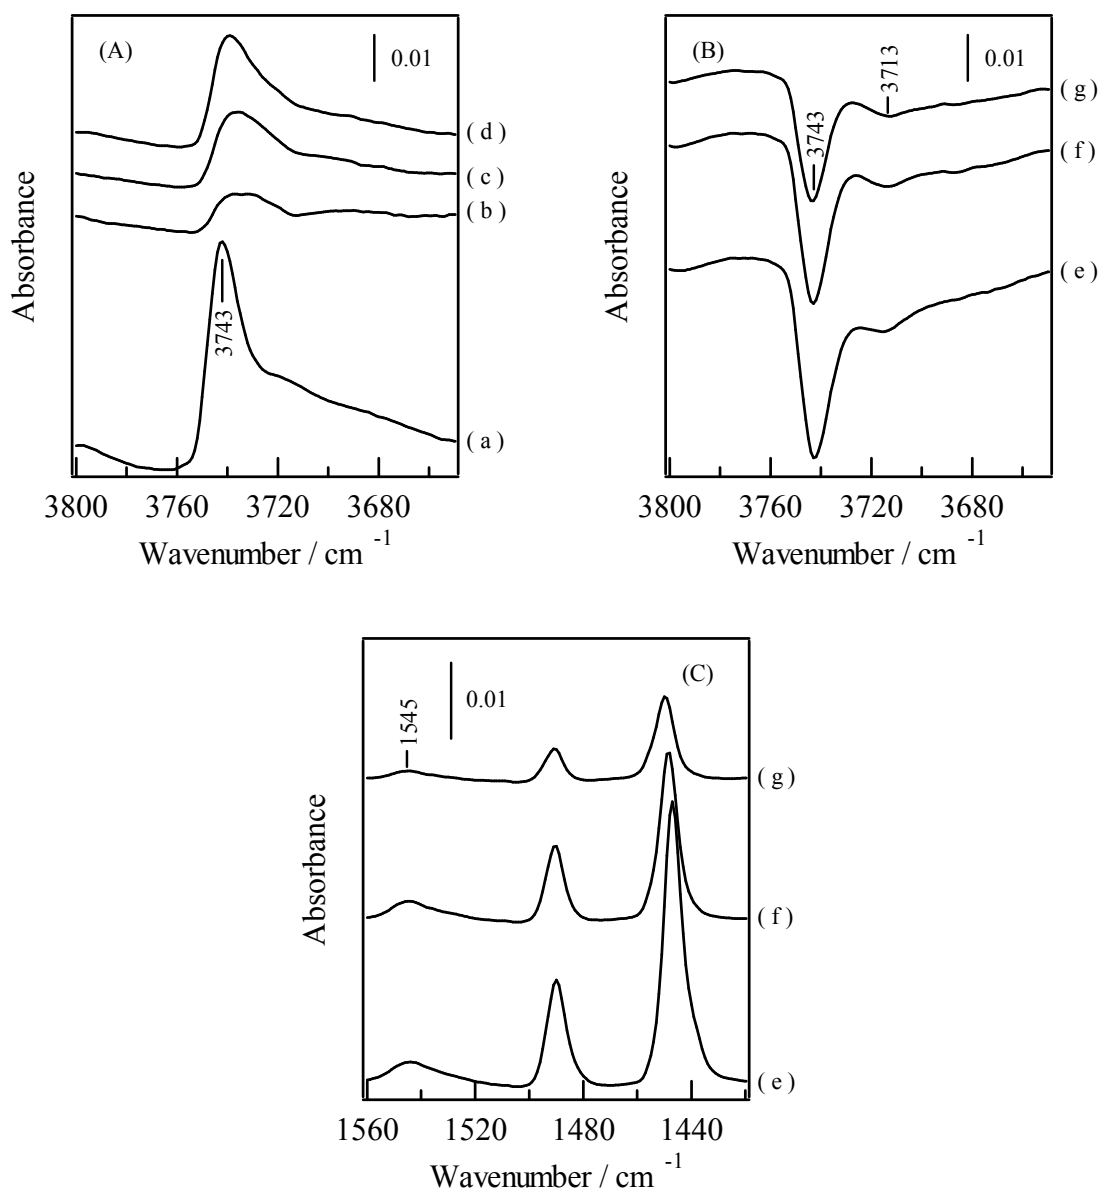 (A)
0.01
( d )
( c )
( b )
3743
( a )
Absorbance
3800 3760 3720 3680
Wavenumber / cm -1
(B)
0.01
3713
3743
( g )
( f )
( e )
Absorbance
3800 3760 3720 3680
Wavenumber / cm -1
(C)
0.01
1545
( g )
( f )
( e )
Absorbance
1560 1520 1480 1440
Wavenumber / cm -1